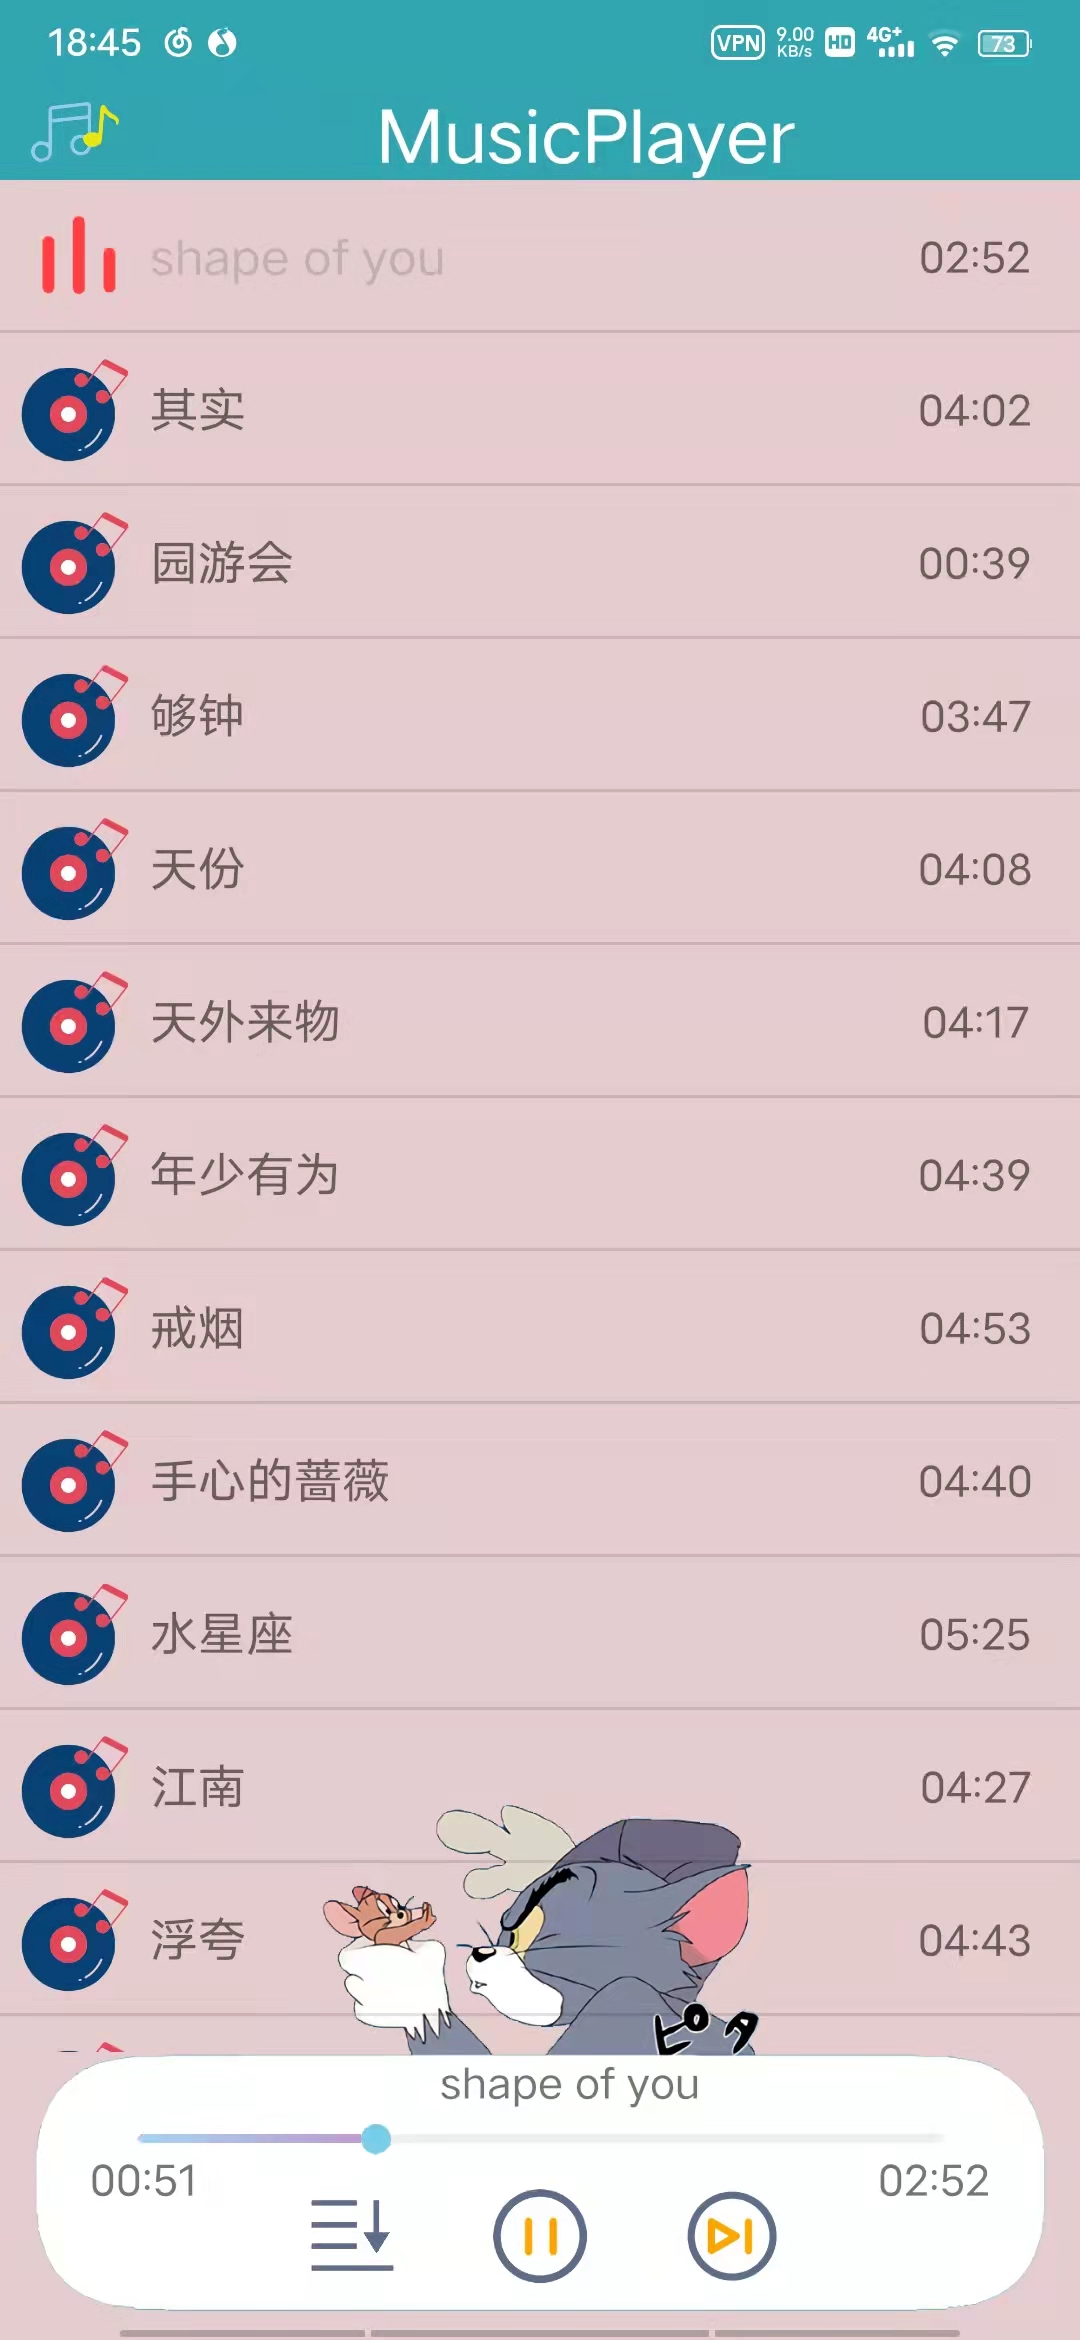 18:45 VPN 9.00 KB/s HD 4G+ 73
MusicPlayer
shape of you 02:52
其实 04:02
园游会 00:39
够钟 03:47
天份 04:08
天外来物 04:17
年少有为 04:39
戒烟 04:53
手心的蔷薇 04:40
水星座 05:25
江南 04:27
浮夸 04:43
ピタ
shape of you
00:51 02:52